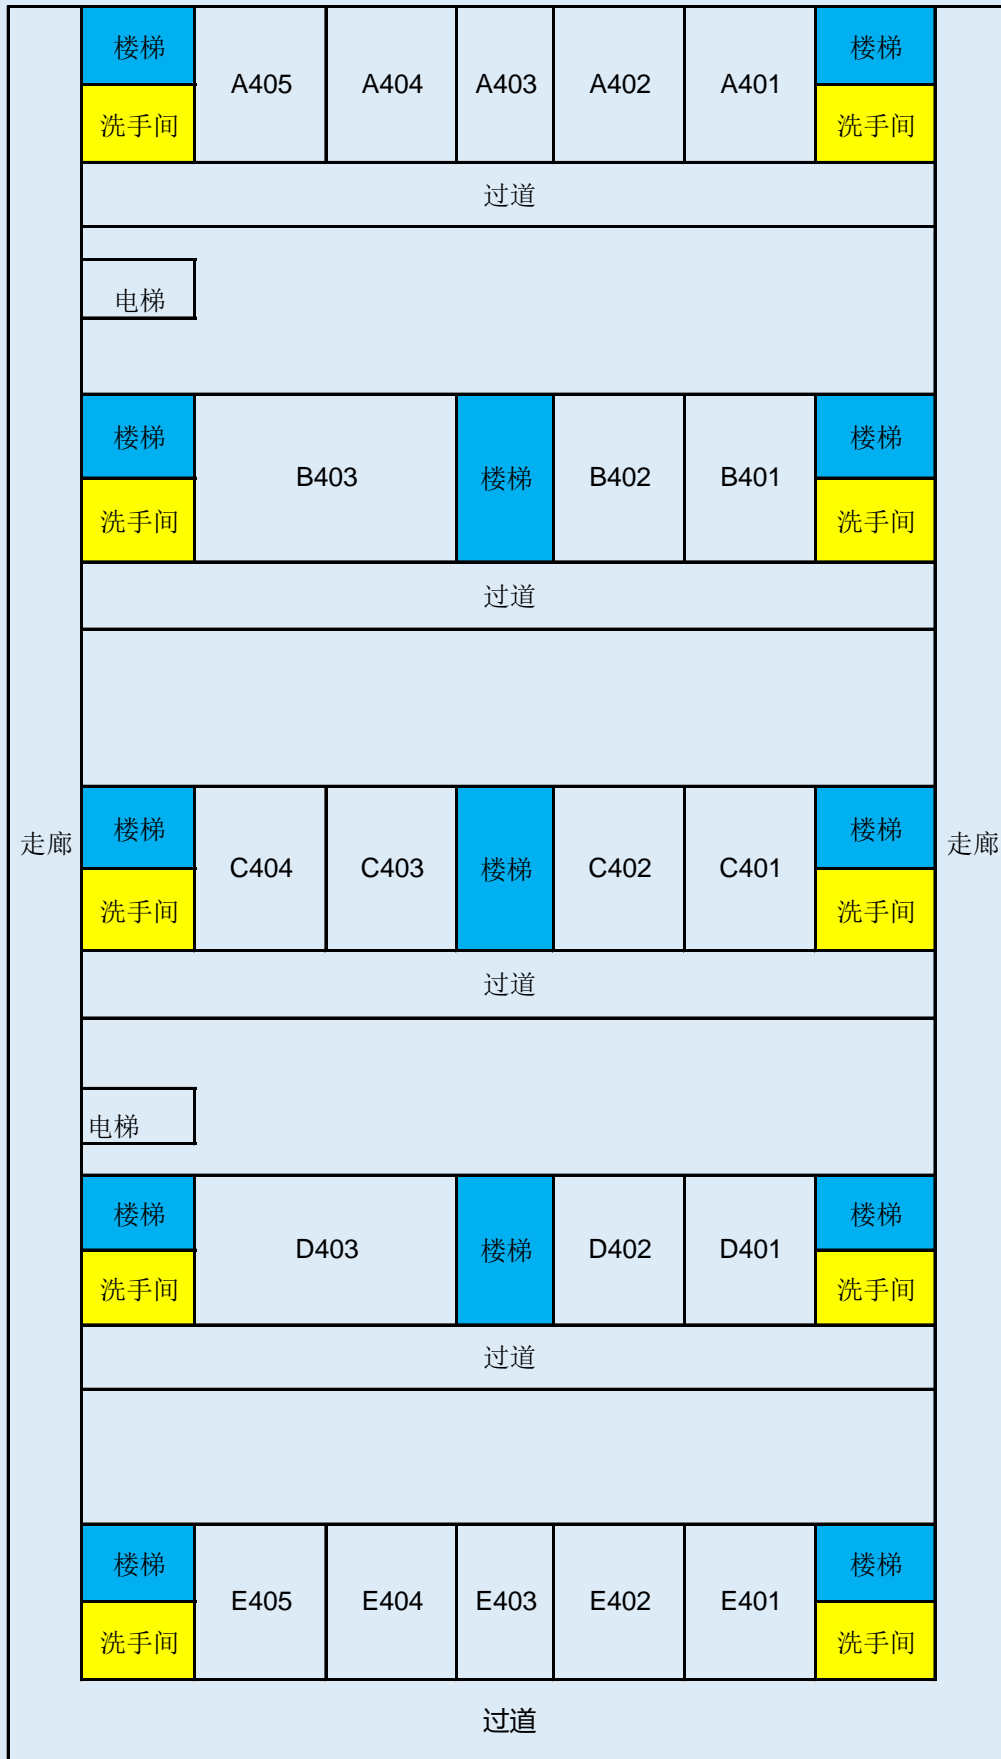 楼梯 A405 A404 A403 A402 A401 楼梯
洗手间 洗手间
过道
电梯
楼梯 B403 楼梯 B402 B401 楼梯
洗手间 洗手间
过道
走廊 楼梯 C404 C403 楼梯 C402 C401 楼梯 走廊
洗手间 洗手间
过道
电梯
楼梯 D403 楼梯 D402 D401 楼梯
洗手间 洗手间
过道
楼梯 E405 E404 E403 E402 E401 楼梯
洗手间 洗手间
过道